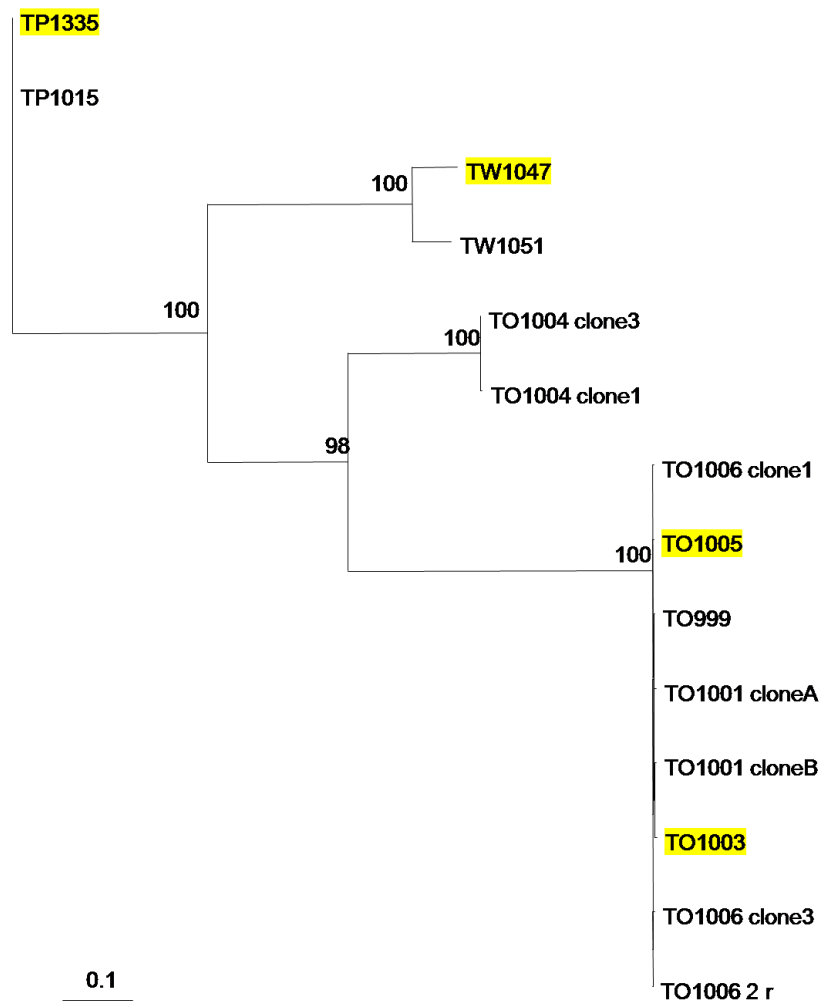 TP1335
TP1015
100
TW1047
TW1051
100
TO1004 clone3
100
TO1004 clone1
98
TO1006 clone1
TO1005
100
TO999
TO1001 cloneA
TO1001 cloneB
TO1003
TO1006 clone3
0.1
TO1006 2 r